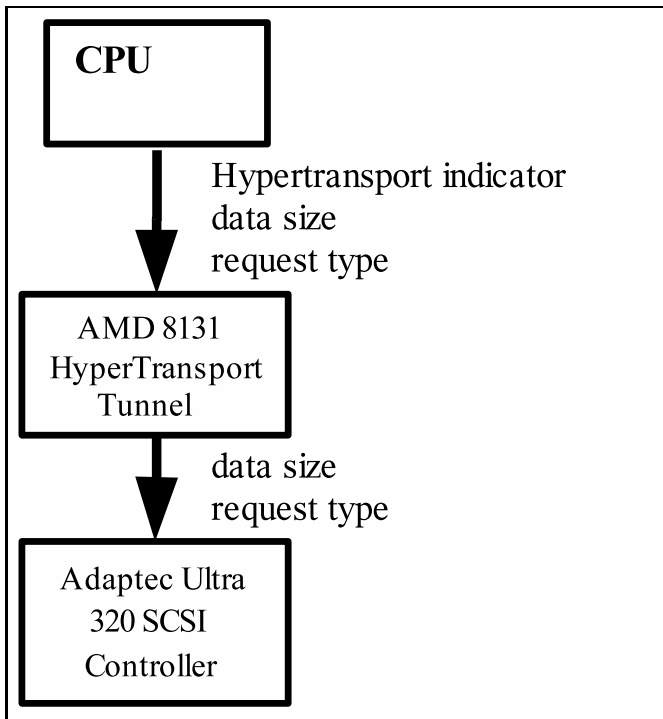 CPU
Hypertransport indicator
data size
request type
AMD 8131
HyperTransport
Tunnel
data size
request type
Adaptec Ultra
320 SCSI
Controller